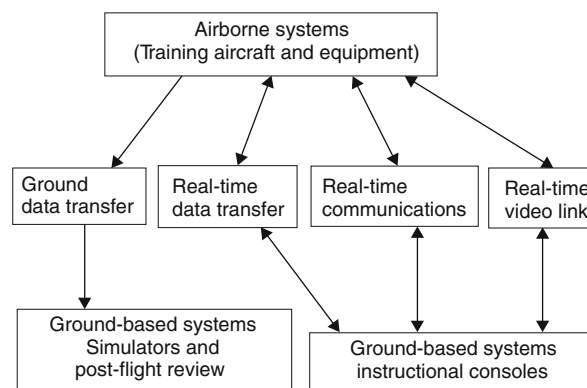 Airborne systems
(Training aircraft and equipment)
Ground
data transfer
Real-time
data transfer
Real-time
communications
Real-time
video link
Ground-based systems
Simulators and
post-flight review
Ground-based systems
instructional consoles